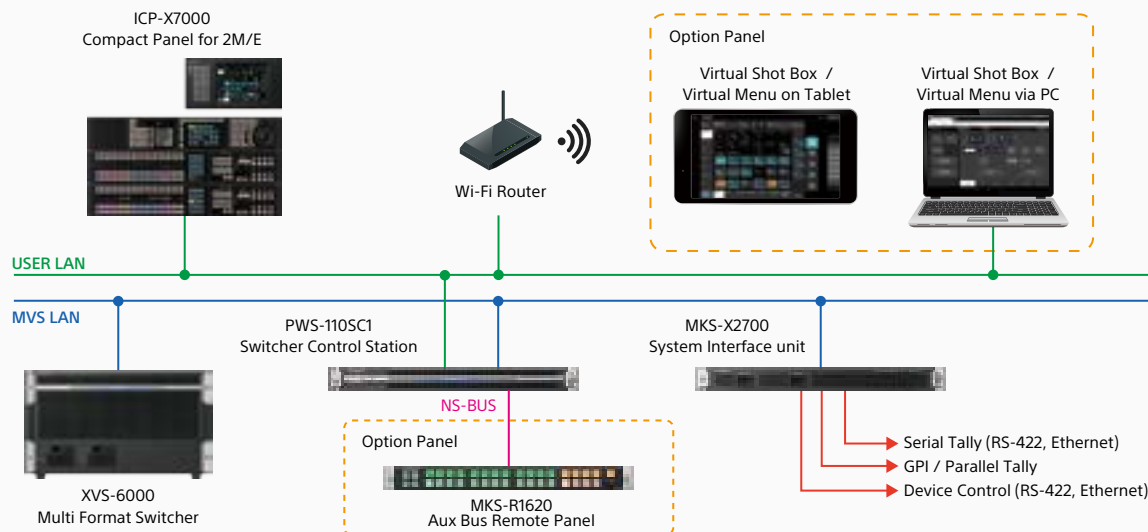 ICP-X7000
Compact Panel for 2M/E
Wi-Fi Router
Option Panel
Virtual Shot Box /
Virtual Menu on Tablet
Virtual Shot Box /
Virtual Menu via PC
USER LAN
MVS LAN
PWS-110SC1
Switcher Control Station
MKS-X2700
System Interface unit
NS-BUS
Option Panel
MKS-R1620
Aux Bus Remote Panel
XVS-6000
Multi Format Switcher
Serial Tally (RS-422, Ethernet)
GPI / Parallel Tally
Device Control (RS-422, Ethernet)